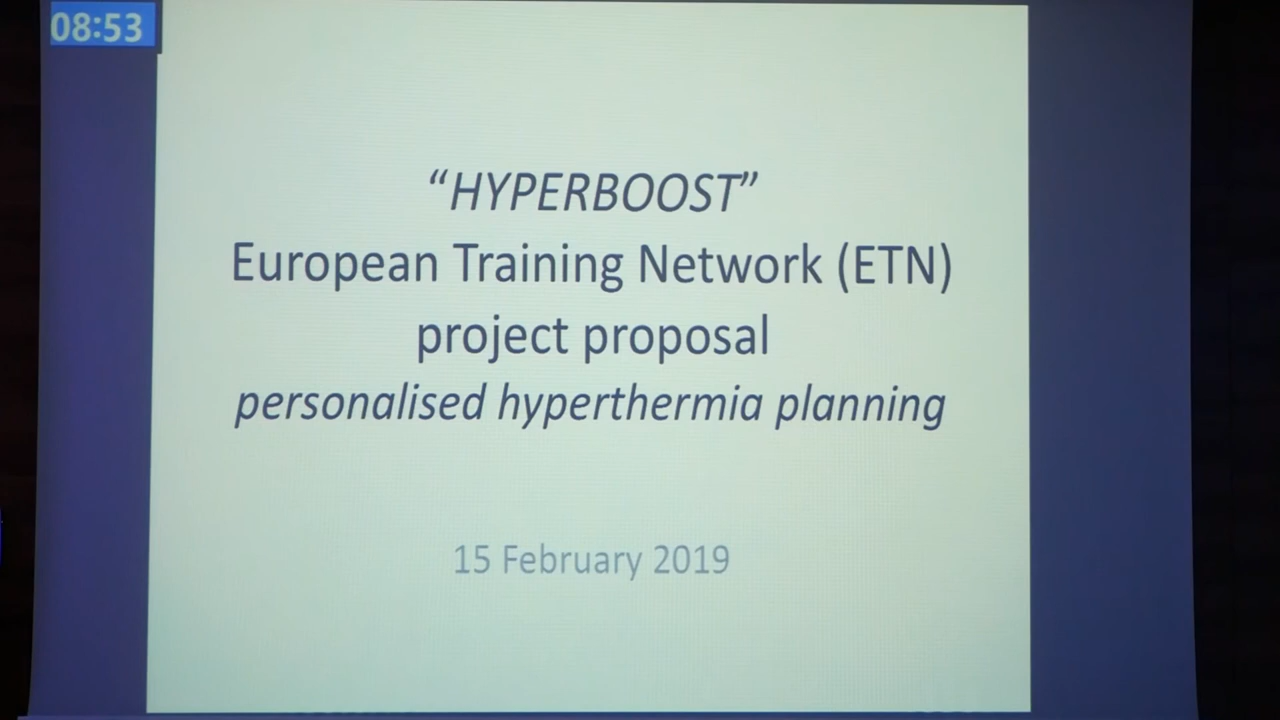 08:53
“HYPERBOOST”
European Training Network (ETN)
project proposal
personalised hyperthermia planning
15 February 2019